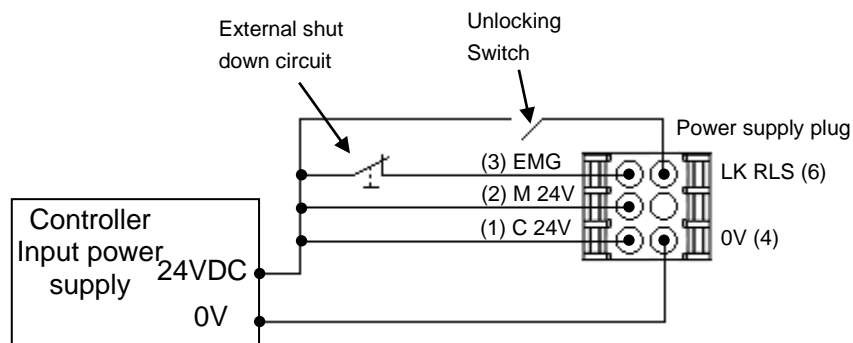 External shut
down circuit
Unlocking
Switch
Power supply plug
(3) EMG
LK RLS (6)
(2) M 24V
(1) C 24V
0V (4)
Controller
Input power
supply
24VDC
0V